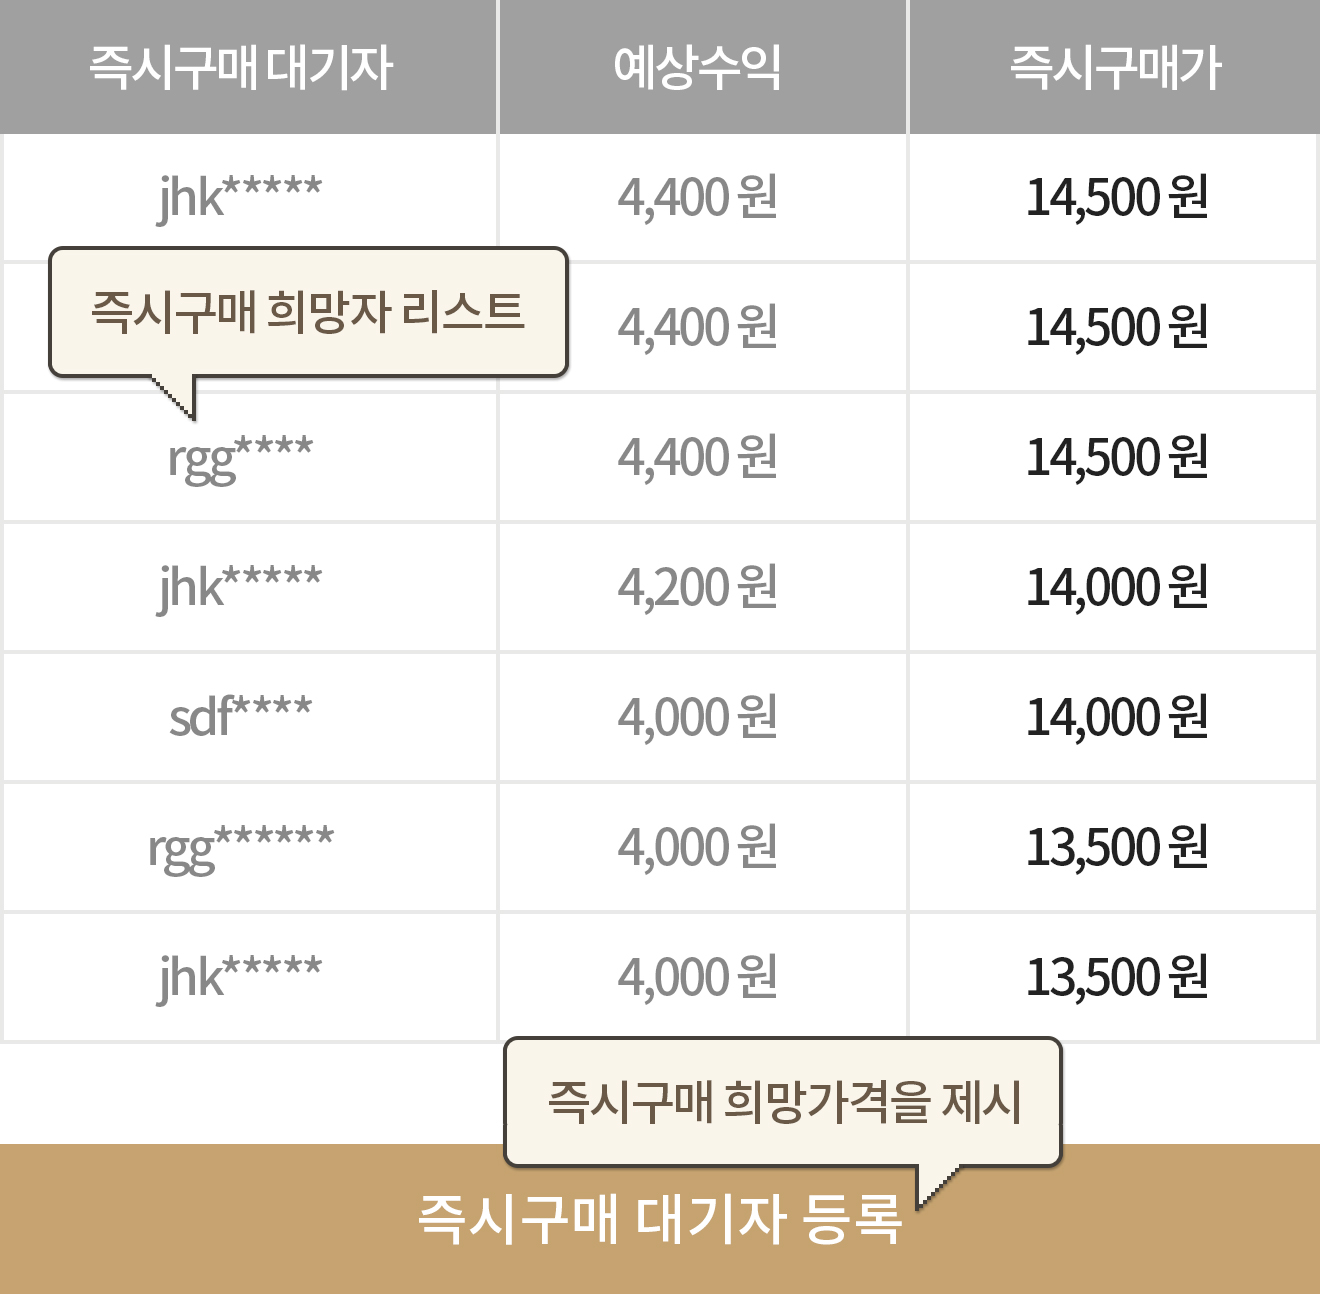 즉시구매 대기자 예상수익 즉시구매가
jhk***** 4,400 원 14,500 원
즉시구매 희망자 리스트
4,400 원 14,500 원
rgg**** 4,400 원 14,500 원
jhk***** 4,200 원 14,000 원
sdf**** 4,000 원 14,000 원
rgg****** 4,000 원 13,500 원
jhk***** 4,000 원 13,500 원
즉시구매 희망가격을 제시
즉시구매 대기자 등록